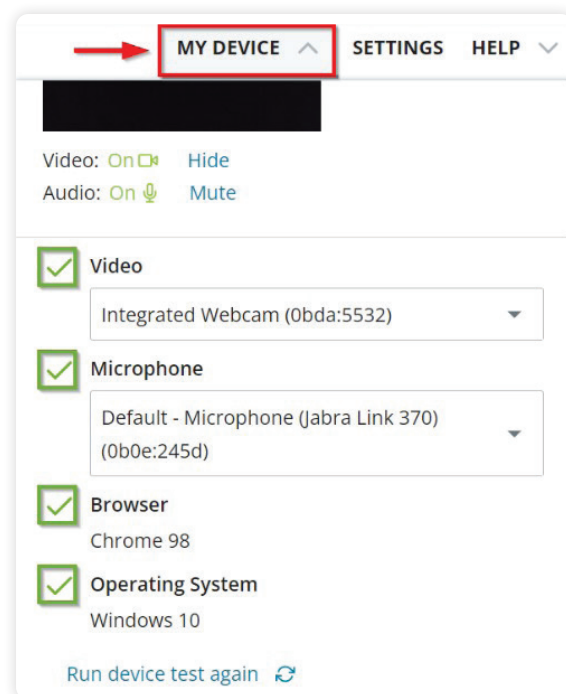 MY DEVICE SETTINGS HELP
Video: On Hide
Audio: On Mute
Video
Integrated Webcam (0bda:5532)
Microphone
Default - Microphone (Jabra Link 370)
(0b0e:245d)
Browser
Chrome 98
Operating System
Windows 10
Run device test again